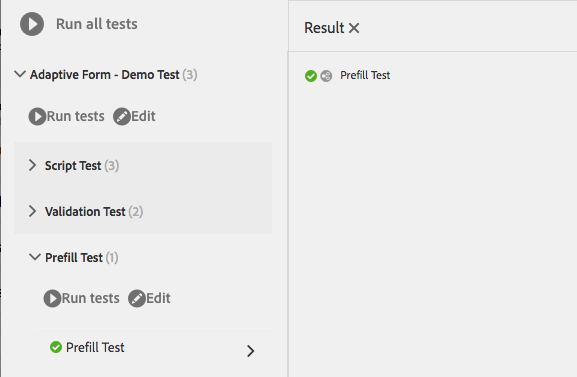 Run all tests
Adaptive Form - Demo Test (3)
Run tests Edit
Script Test (3)
Validation Test (2)
Prefill Test (1)
Run tests Edit
Prefill Test
Result
Prefill Test